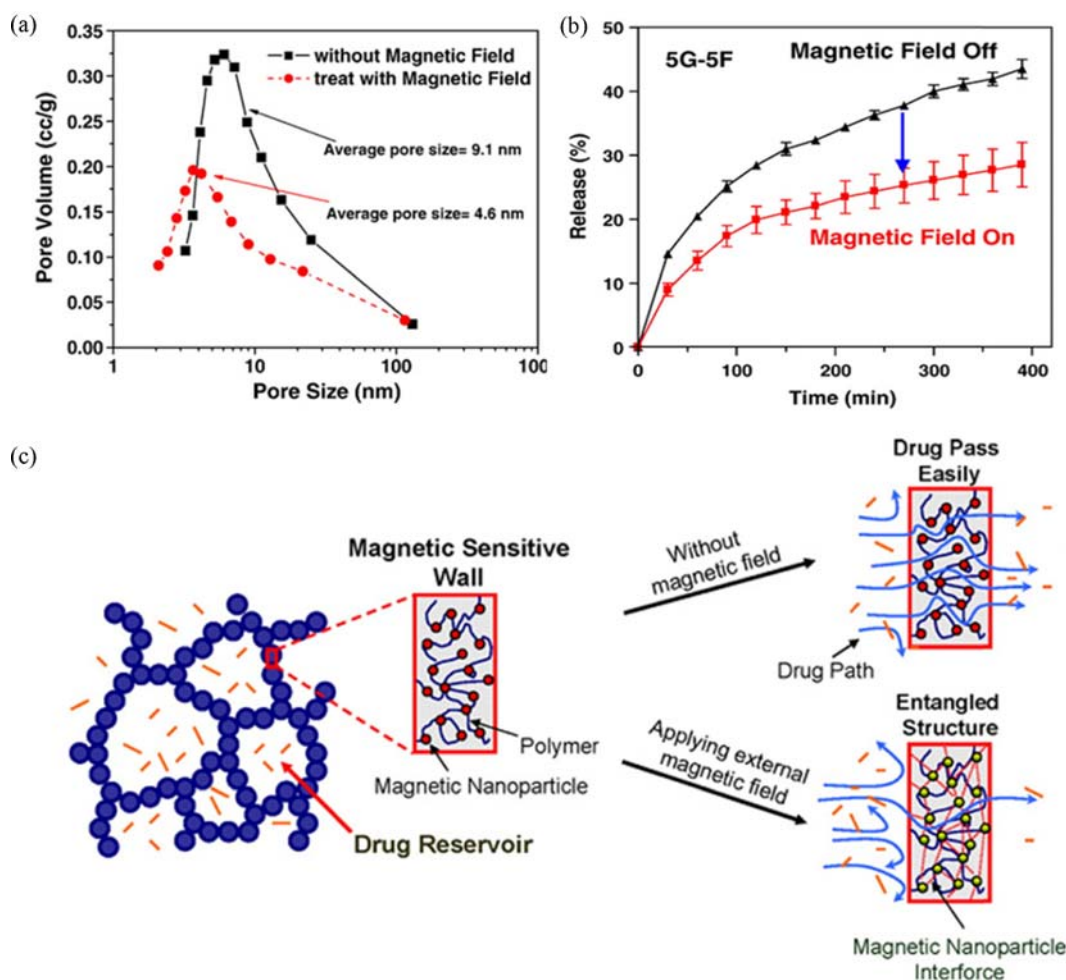 (a)
0.35
0.30
0.25
0.20
0.15
0.10
0.05
0.00
Pore Volume (cc/g)
without Magnetic Field
treat with Magnetic Field
Average pore size= 9.1 nm
Average pore size= 4.6 nm
1
10
100
100
Pore Size (nm)
(b)
5G-5F
Magnetic Field Off
Magnetic Field On
50
40
30
20
10
0
Release (%)
0
100
200
300
400
Time (min)
(c)
Magnetic Sensitive
Wall
Polymer
Magnetic Nanoparticle
Drug Reservoir
Without
magnetic field
Applying external
magnetic field
Drug Pass
Easily
Drug Path
Entangled
Structure
Magnetic Nanoparticle
Interforce